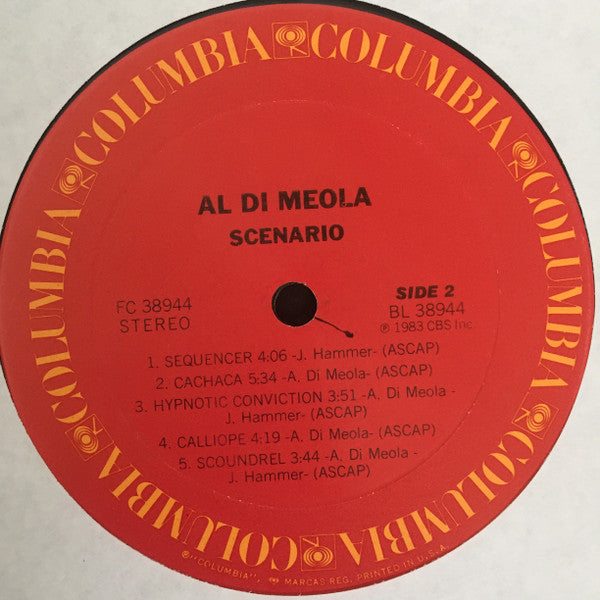 COLUMBIA COLUMBIA COLUMBIA COLUMBIA COLUMBIA COLUMBIA COLUMBIA COLUMBIA
AL DI MEOLA
SCENARIO
FC 38944
STEREO
SIDE 2
BL 38944
℗ 1983 CBS Inc.
1. SEQUENCER 4:06 -J. Hammer- (ASCAP)
2. CACHACA 5:34 -A. Di Meola- (ASCAP)
3. HYPNOTIC CONVICTION 3:51 -A. Di Meola -
J. Hammer- (ASCAP)
4. CALLIOPE 4:19 -A. Di Meola- (ASCAP)
5. SCOUNDREL 3:44 -A. Di Meola -
J. Hammer- (ASCAP)
®"COLUMBIA", MARCAS REG. PRINTED IN U.S.A.